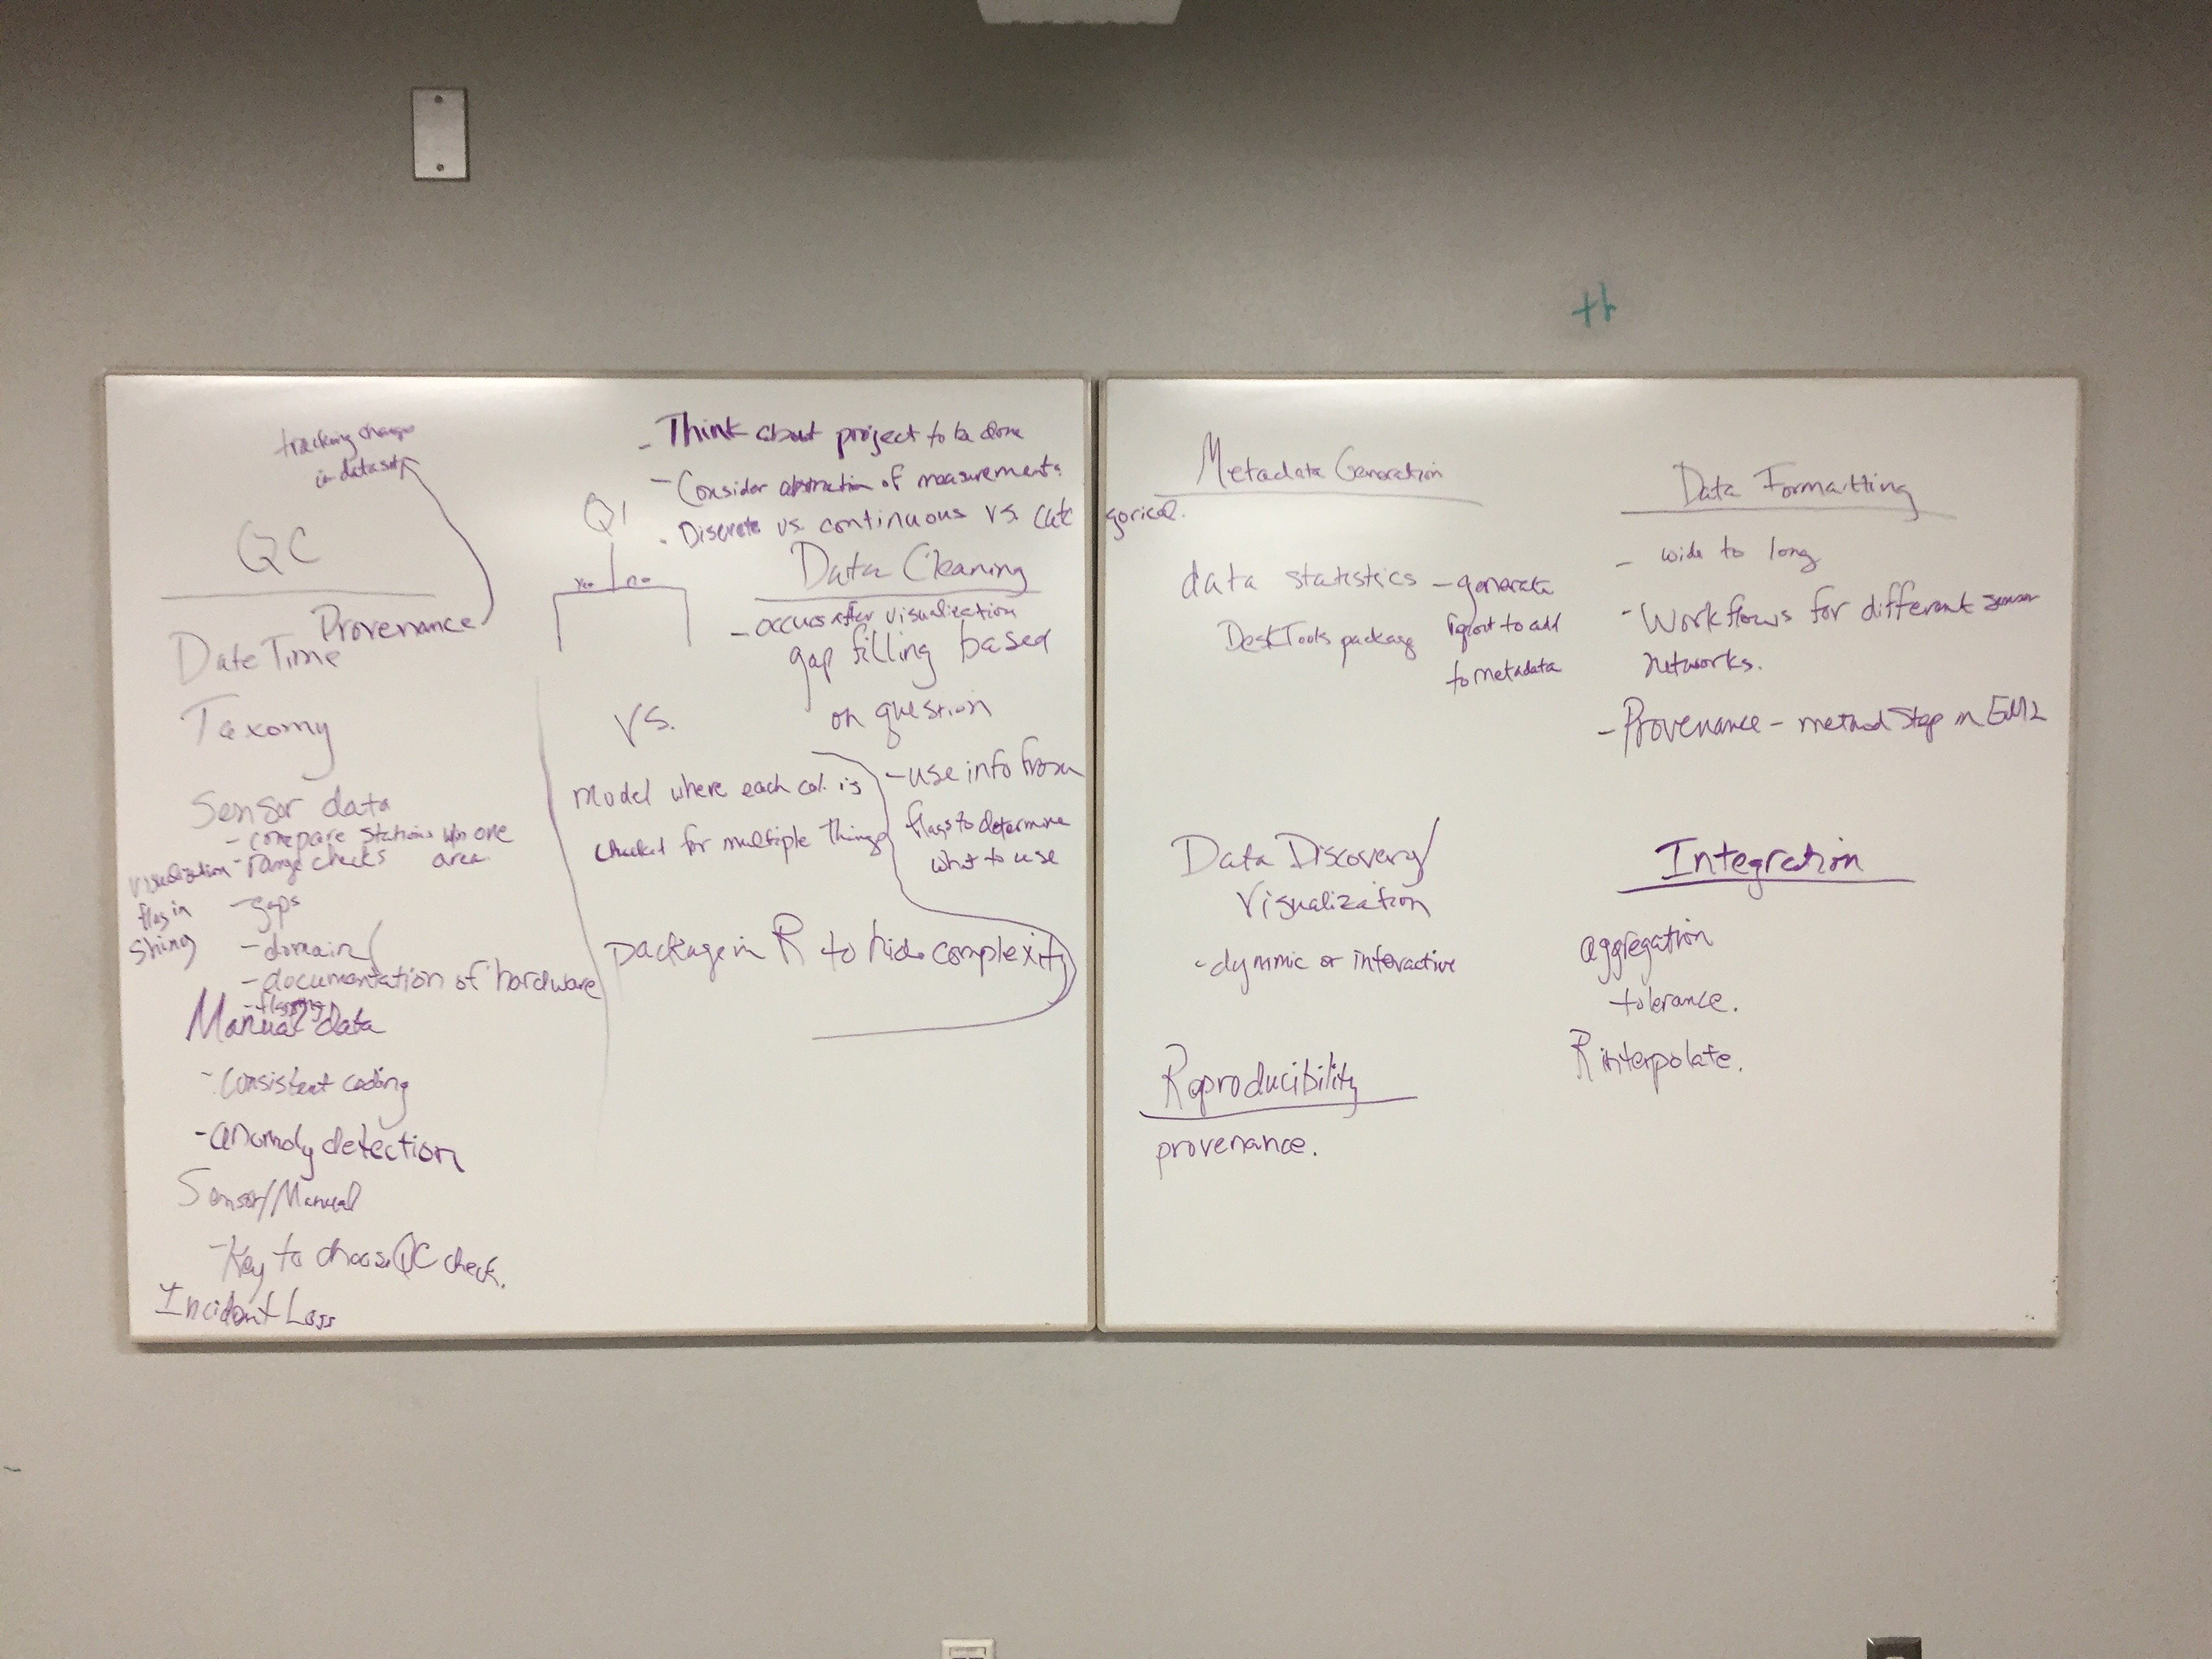 tracking changes
in dataset
QC
Provenance
DateTime
Taxomy
Sensor data
- compare stations w/in one
area
- range checks
visualization
flag in
shiny
- gaps
- domain
- documentation of hardware
- flagging
Manual data
- Consistent coding
- anomoly detection
Sensor/Manual
- Key to choose QC check.
Incident Loss
- Think about project to be done
- Consider abstraction of measurements
. Discrete vs. continuous vs. categorical.
Q1
yes no
vs.
model where each col. is
checked for multiple things
package in R to hide complexity
Data Cleaning
- occurs after visualization
gap filling based
on question
- use info from
flags to determine
what to use
Metadata Generation
data statistics - generate
report to add
to metadata
DeskTools package
Data Discovery/
Visualization
- dynmic or interactive
Reproducibility
provenance.
Data Formatting
- wide to long
- Workflows for different sensor
networks.
- Provenance - method step in EML
Integration
aggregation
tolerance.
R interpolate.